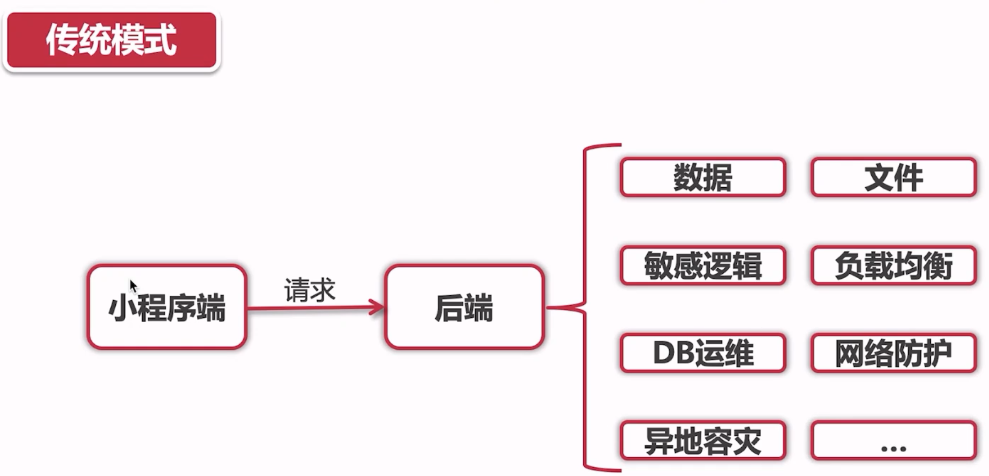 传统模式
小程序端
请求
后端
数据
文件
敏感逻辑
负载均衡
DB运维
网络防护
异地容灾
...